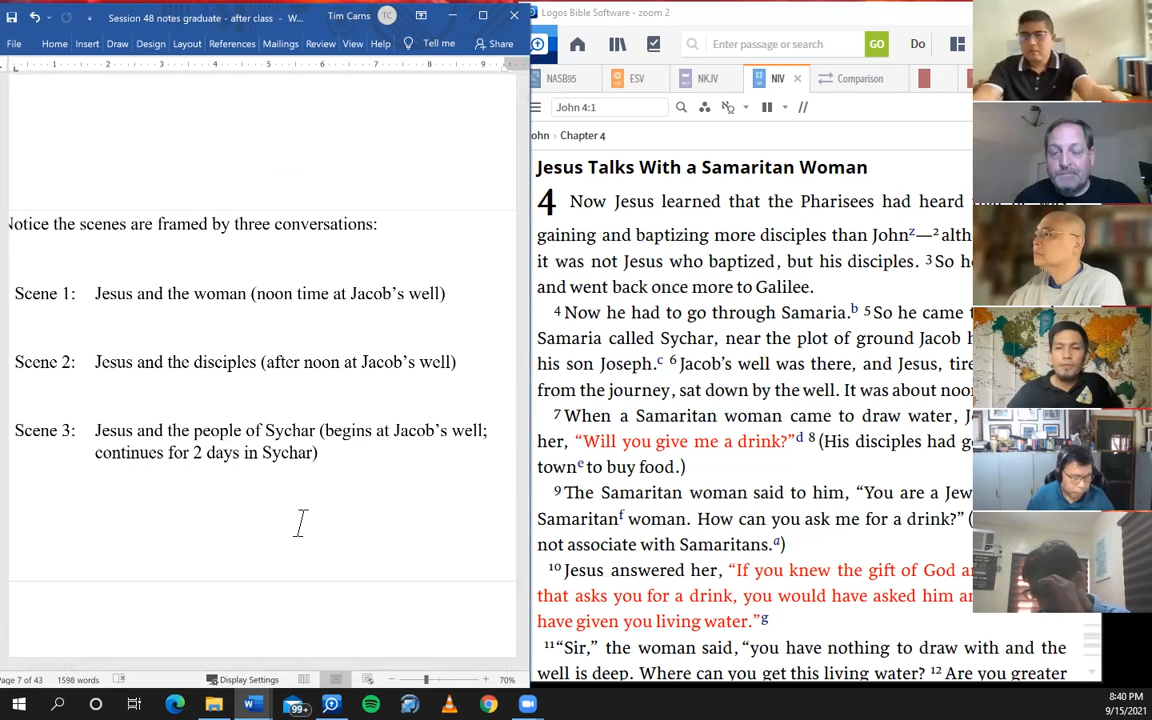 Session 48 notes graduate - after class - W...
Tim Carns
TC
File
Home
Insert
Draw
Design
Layout
References
Mailings
Review
View
Help
Tell me
Share
1
2
3
4
5
6
7
8
9
Notice the scenes are framed by three conversations:
Scene 1: Jesus and the woman (noon time at Jacob's well)
Scene 2: Jesus and the disciples (after noon at Jacob's well)
Scene 3: Jesus and the people of Sychar (begins at Jacob's well;
continues for 2 days in Sychar)
Page 7 of 43
1598 words
Display Settings
70%
Logos Bible Software - zoom 2
Enter passage or search
GO
Do
NASB95
ESV
NKJV
NIV
Comparison
John 4:1
ohn › Chapter 4
Jesus Talks With a Samaritan Woman
4 Now Jesus learned that the Pharisees had heard
gaining and baptizing more disciples than John z—2 alth
it was not Jesus who baptized, but his disciples. 3 So he
and went back once more to Galilee.
4 Now he had to go through Samaria. b 5 So he came t
Samaria called Sychar, near the plot of ground Jacob h
his son Joseph. c 6 Jacob's well was there, and Jesus, tire
from the journey, sat down by the well. It was about noo
7 When a Samaritan woman came to draw water, J
her, “Will you give me a drink?” d 8 (His disciples had g
town e to buy food.)
9 The Samaritan woman said to him, “You are a Jew
Samaritan f woman. How can you ask me for a drink?” (
not associate with Samaritans. a)
10 Jesus answered her, “If you knew the gift of God a
that asks you for a drink, you would have asked him an
have given you living water.” g
11 “Sir,” the woman said, “you have nothing to draw with and the
well is deep. Where can you get this living water? 12 Are you greater
99+
8:40 PM
9/15/2021